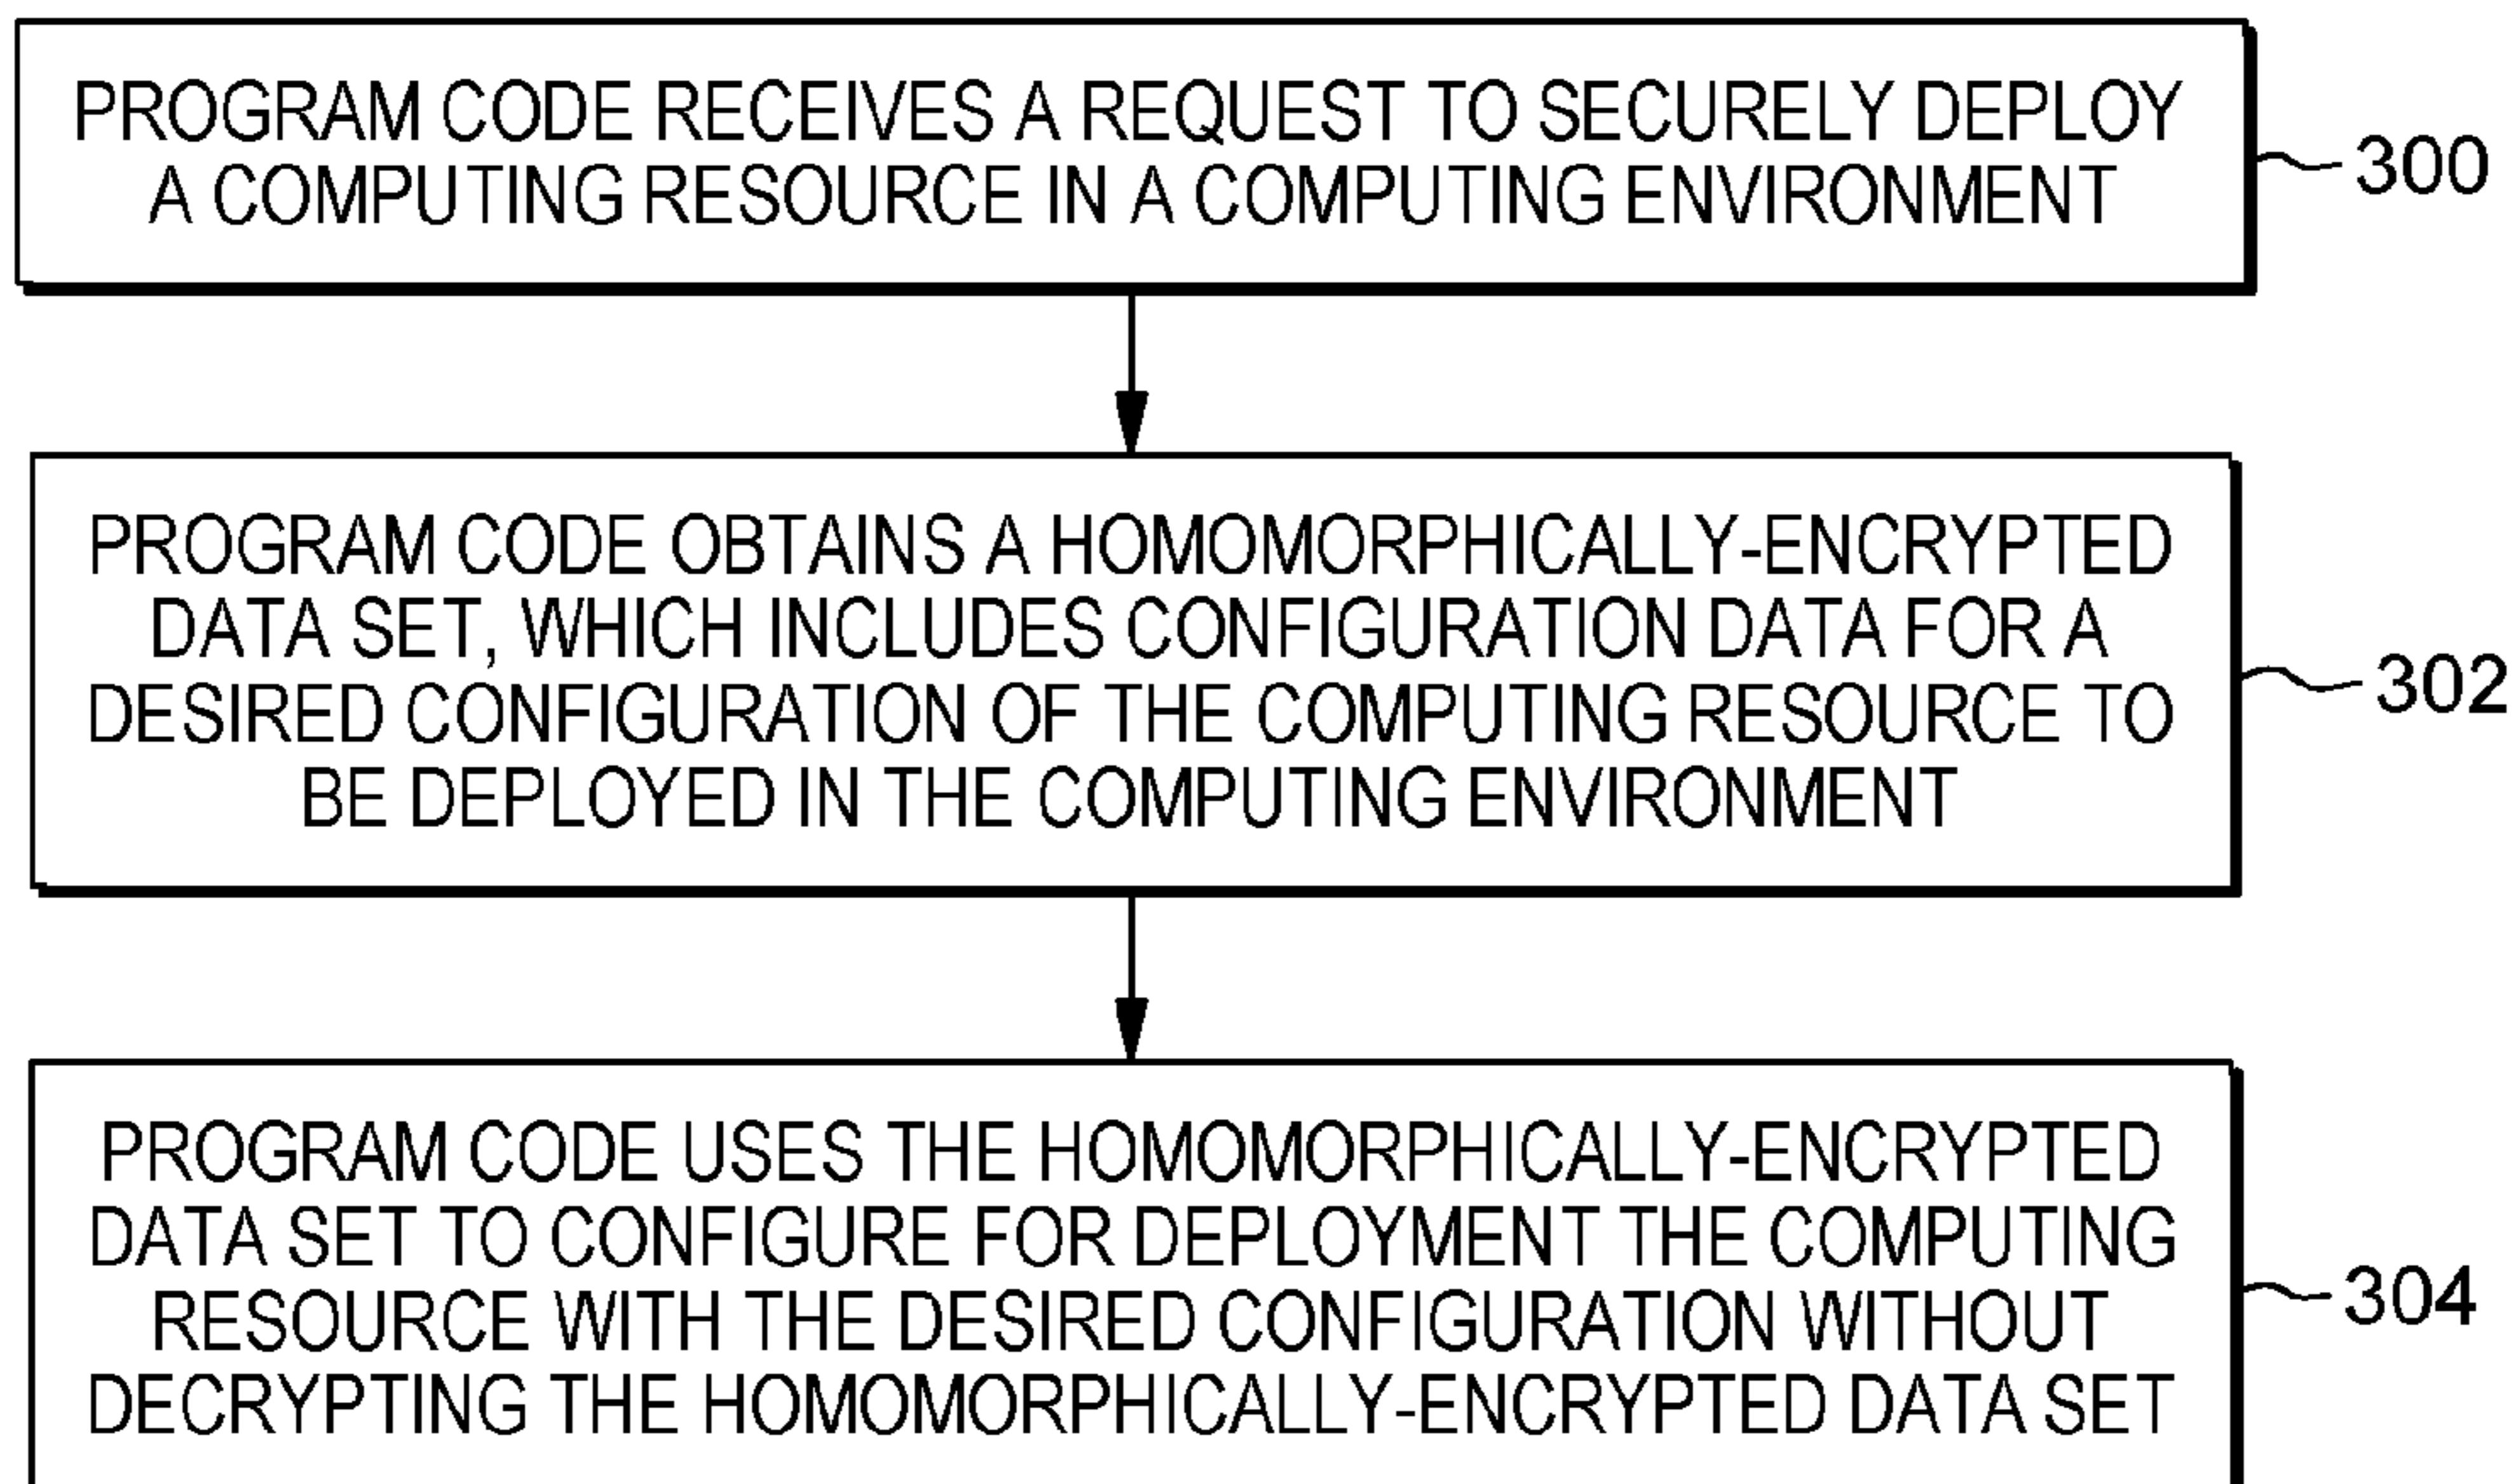 PROGRAM CODE RECEIVES A REQUEST TO SECURELY DEPLOY
A COMPUTING RESOURCE IN A COMPUTING ENVIRONMENT
300
PROGRAM CODE OBTAINS A HOMOMORPHICALLY-ENCRYPTED
DATA SET, WHICH INCLUDES CONFIGURATION DATA FOR A
DESIRED CONFIGURATION OF THE COMPUTING RESOURCE TO
BE DEPLOYED IN THE COMPUTING ENVIRONMENT
302
PROGRAM CODE USES THE HOMOMORPHICALLY-ENCRYPTED
DATA SET TO CONFIGURE FOR DEPLOYMENT THE COMPUTING
RESOURCE WITH THE DESIRED CONFIGURATION WITHOUT
DECRYPTING THE HOMOMORPHICALLY-ENCRYPTED DATA SET
304